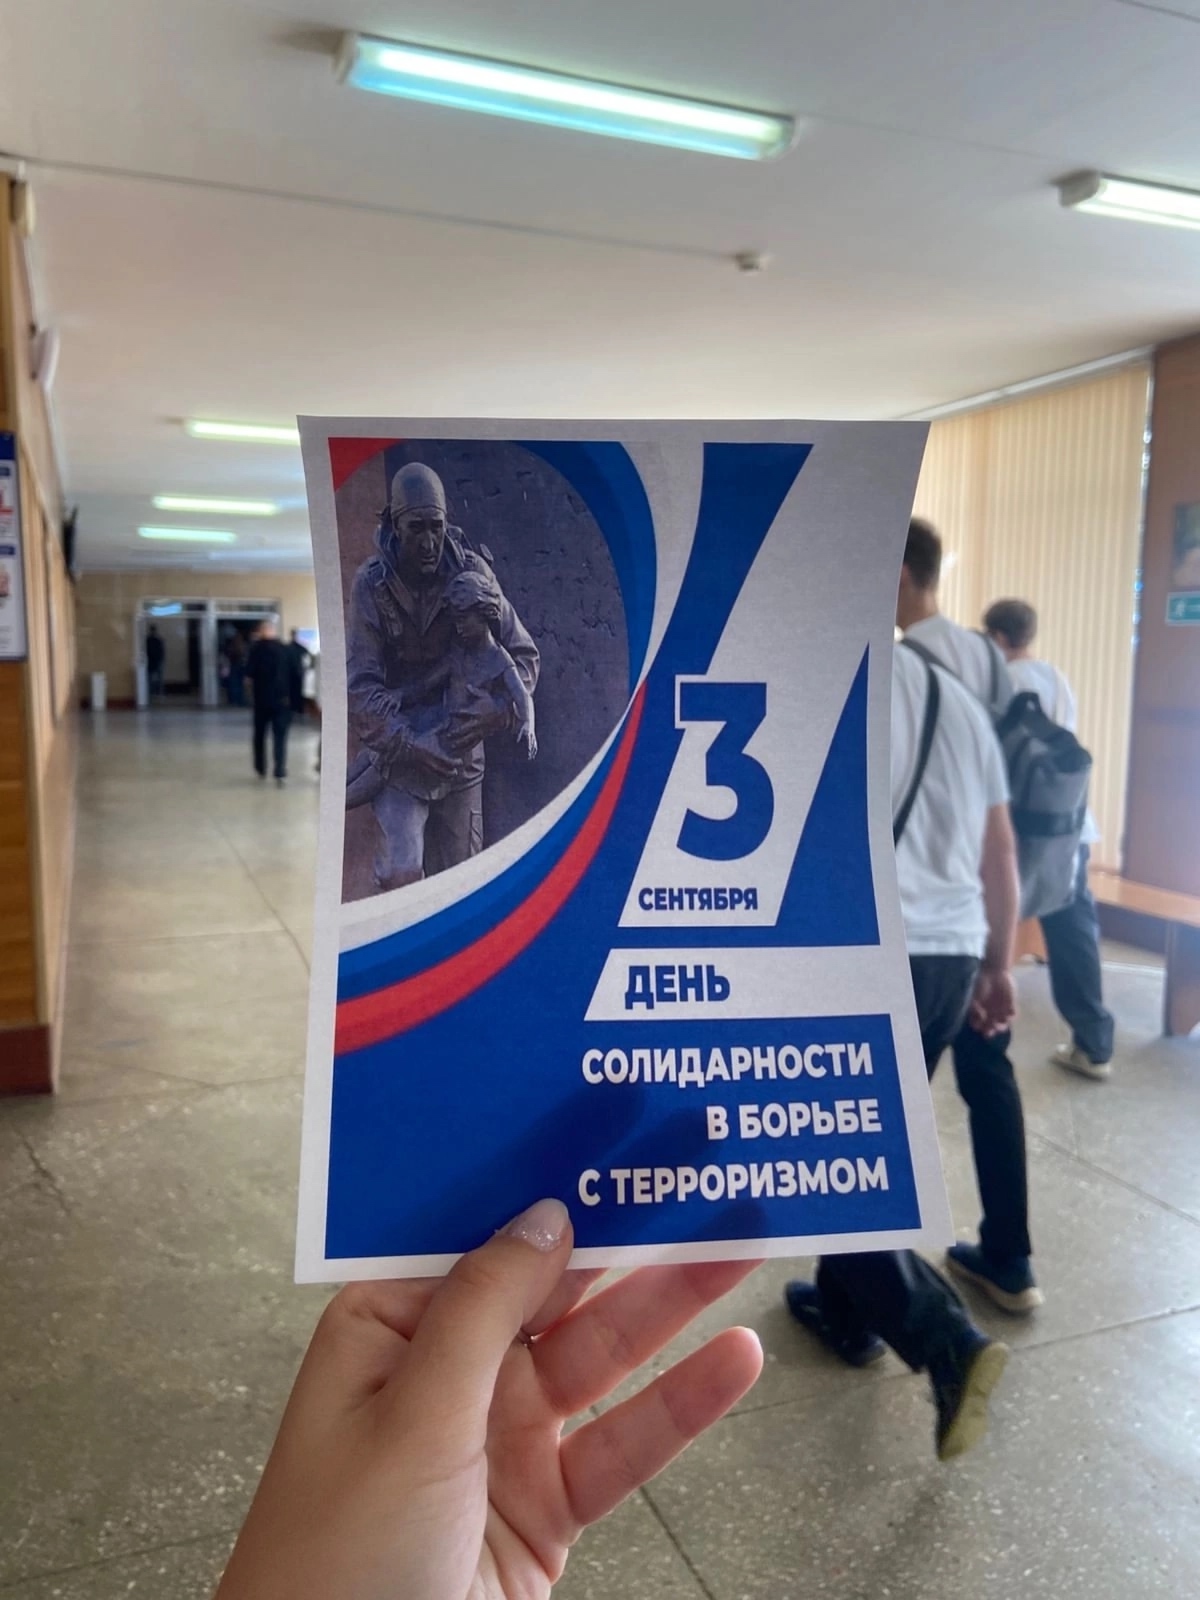 3
СЕНТЯБРЯ
ДЕНЬ
СОЛИДАРНОСТИ
В БОРЬБЕ
С ТЕРРОРИЗМОМ